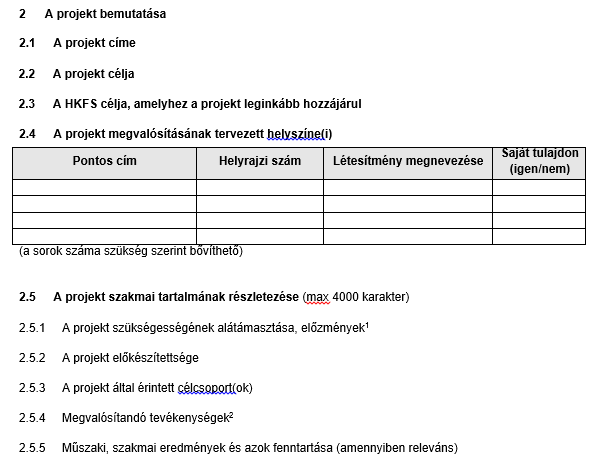 2 A projekt bemutatása
2.1 A projekt címe
2.2 A projekt célja
2.3 A HKFS célja, amelyhez a projekt leginkább hozzájárul
2.4 A projekt megvalósításának tervezett helyszíne(i)
Pontos cím Helyrajzi szám Létesítmény megnevezése Saját tulajdon (igen/nem)
(a sorok száma szükség szerint bővíthető)
2.5 A projekt szakmai tartalmának részletezése (max 4000 karakter)
2.5.1 A projekt szükségességének alátámasztása, előzmények¹
2.5.2 A projekt előkészítettsége
2.5.3 A projekt által érintett célcsoport(ok)
2.5.4 Megvalósítandó tevékenységek²
2.5.5 Műszaki, szakmai eredmények és azok fenntartása (amennyiben releváns)